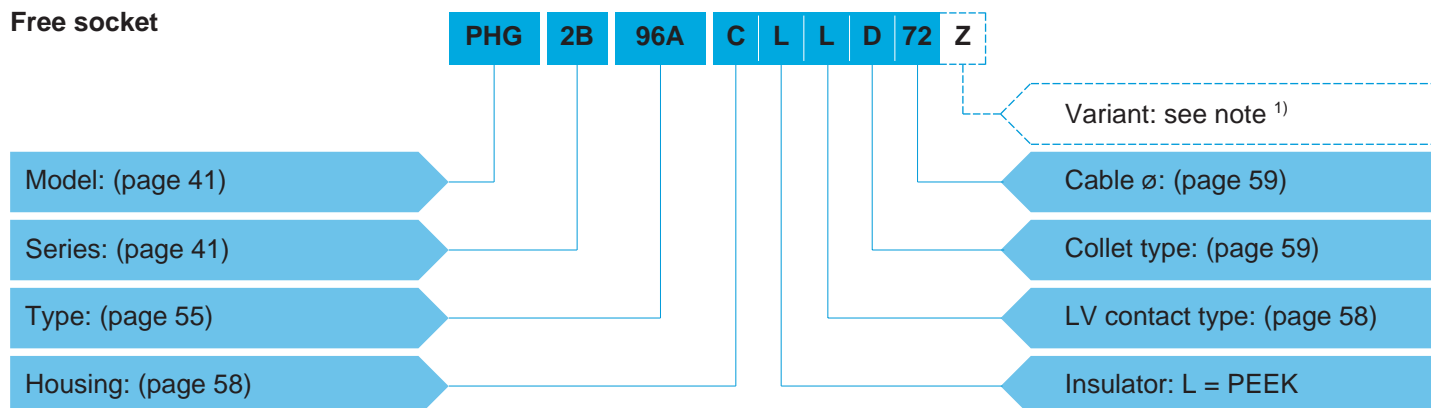 Free socket
PHG 2B 96A C L L D 72 Z
Variant: see note 1)
Model: (page 41)
Cable ø: (page 59)
Series: (page 41)
Collet type: (page 59)
Type: (page 55)
LV contact type: (page 58)
Housing: (page 58)
Insulator: L = PEEK